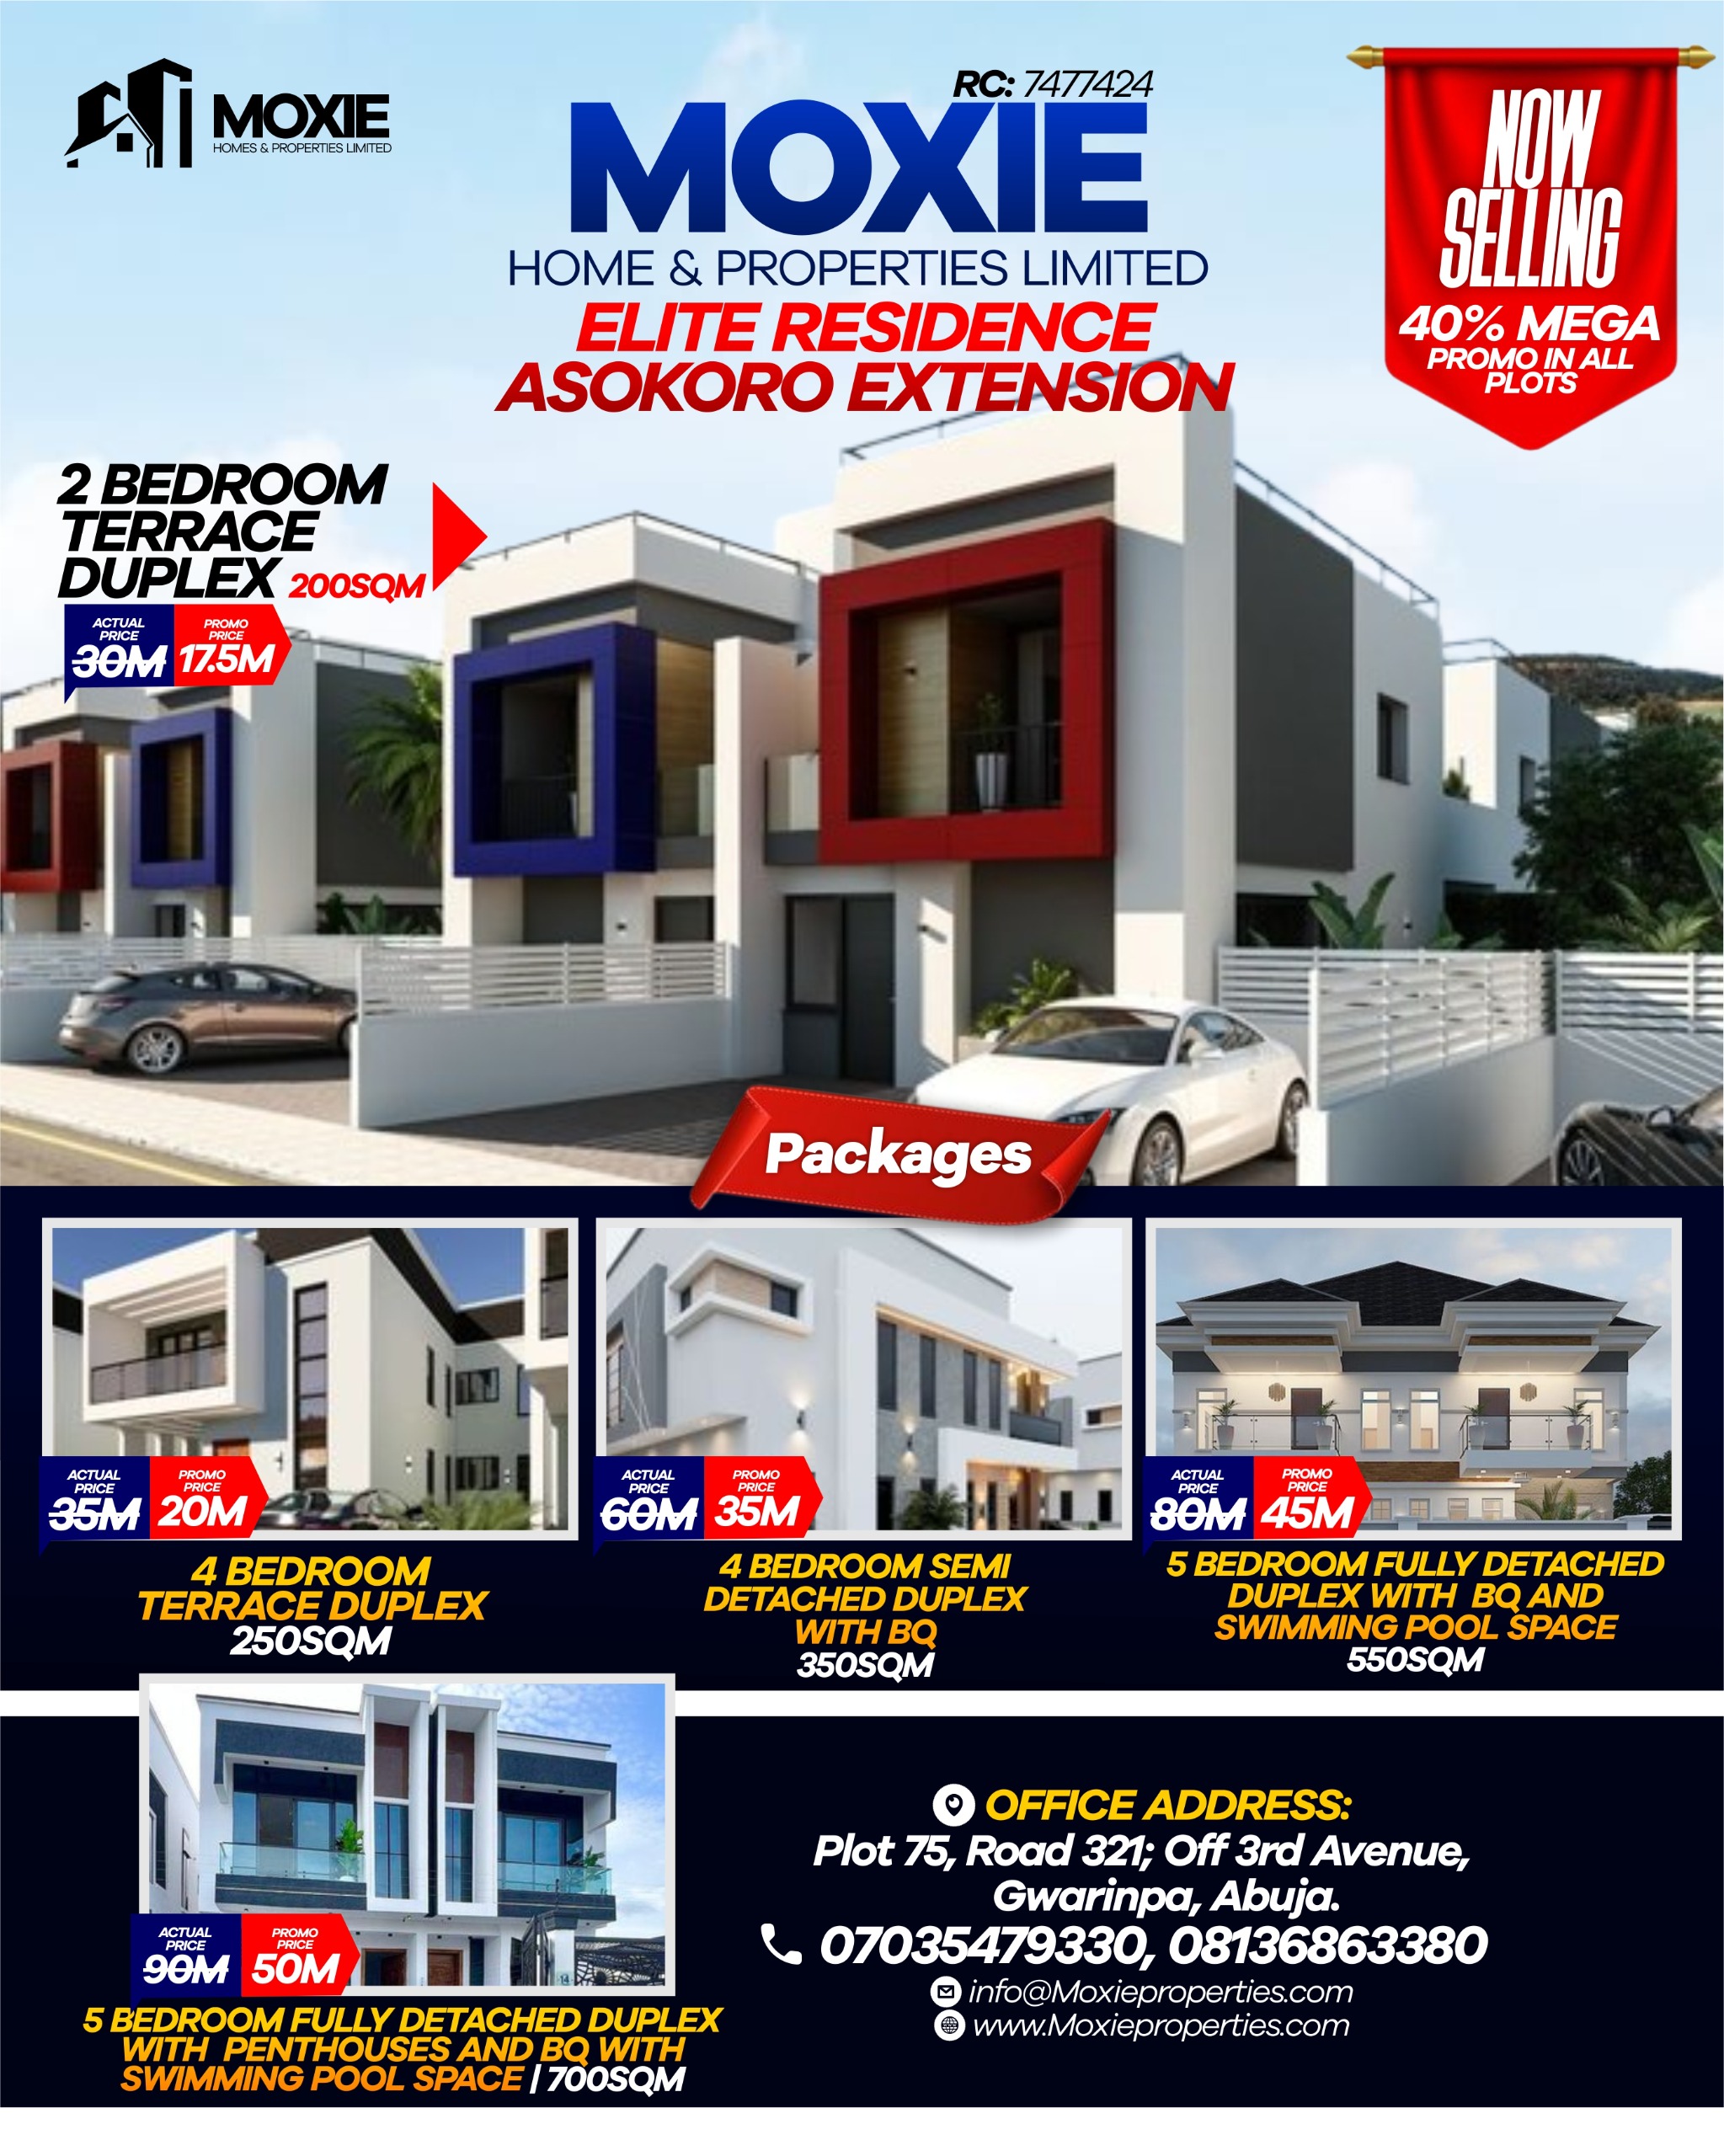 MOXIE
HOMES & PROPERTIES LIMITED
RC: 7477424
MOXIE
HOME & PROPERTIES LIMITED
ELITE RESIDENCE
ASOKORO EXTENSION
NOW
SELLING
40% MEGA
PROMO IN ALL
PLOTS
2 BEDROOM
TERRACE
DUPLEX 200SQM
ACTUAL
PRICE
30M
PROMO
PRICE
17.5M
Packages
ACTUAL
PRICE
35M
PROMO
PRICE
20M
4 BEDROOM
TERRACE DUPLEX
250SQM
ACTUAL
PRICE
60M
PROMO
PRICE
35M
4 BEDROOM SEMI
DETACHED DUPLEX
WITH BQ
350SQM
ACTUAL
PRICE
80M
PROMO
PRICE
45M
5 BEDROOM FULLY DETACHED
DUPLEX WITH BQ AND
SWIMMING POOL SPACE
550SQM
ACTUAL
PRICE
90M
PROMO
PRICE
50M
5 BEDROOM FULLY DETACHED DUPLEX
WITH PENTHOUSES AND BQ WITH
SWIMMING POOL SPACE | 700SQM
OFFICE ADDRESS:
Plot 75, Road 321; Off 3rd Avenue,
Gwarinpa, Abuja.
07035479330, 08136863380
info@Moxieproperties.com
www.Moxieproperties.com